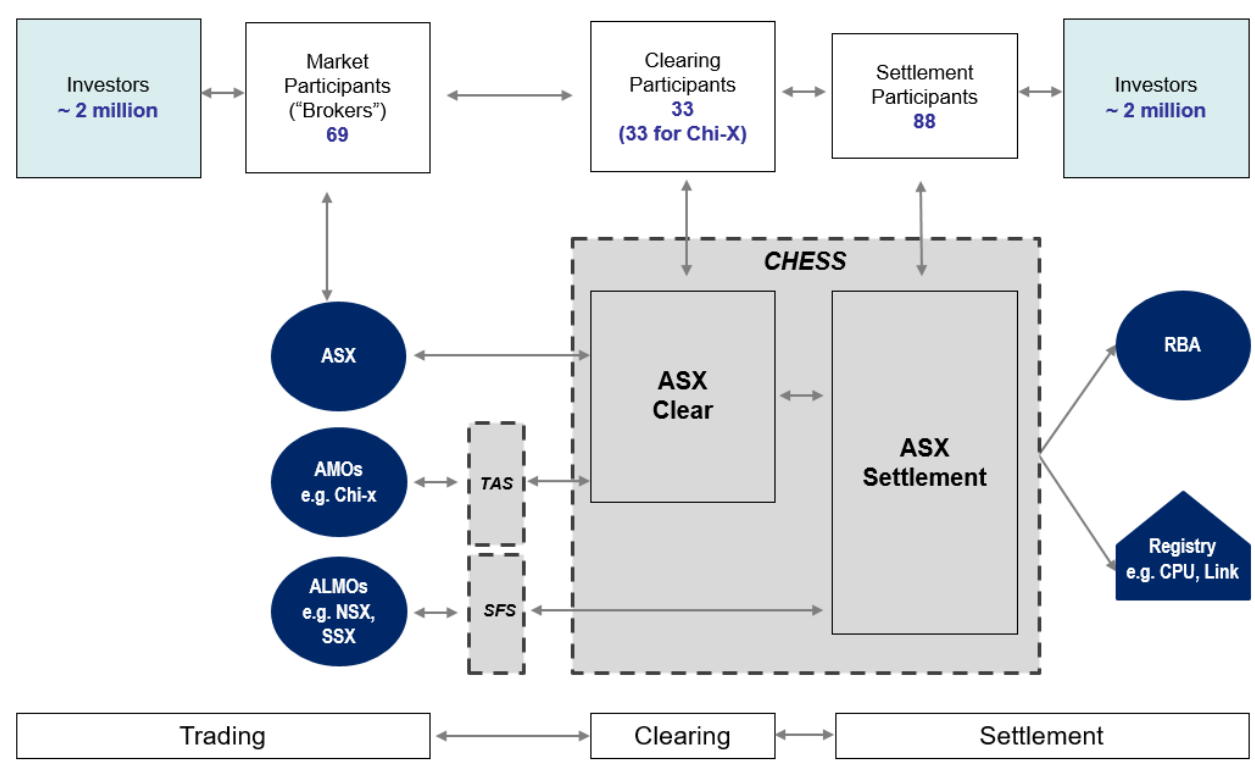 Investors
~ 2 million
Market
Participants
(“Brokers”)
69
Clearing
Participants
33
(33 for Chi-X)
Settlement
Participants
88
Investors
~ 2 million
CHESS
ASX
ASX
Clear
ASX
Settlement
RBA
AMOs
e.g. Chi-x
TAS
ALMOs
e.g. NSX,
SSX
SFS
Registry
e.g. CPU, Link
Trading
Clearing
Settlement